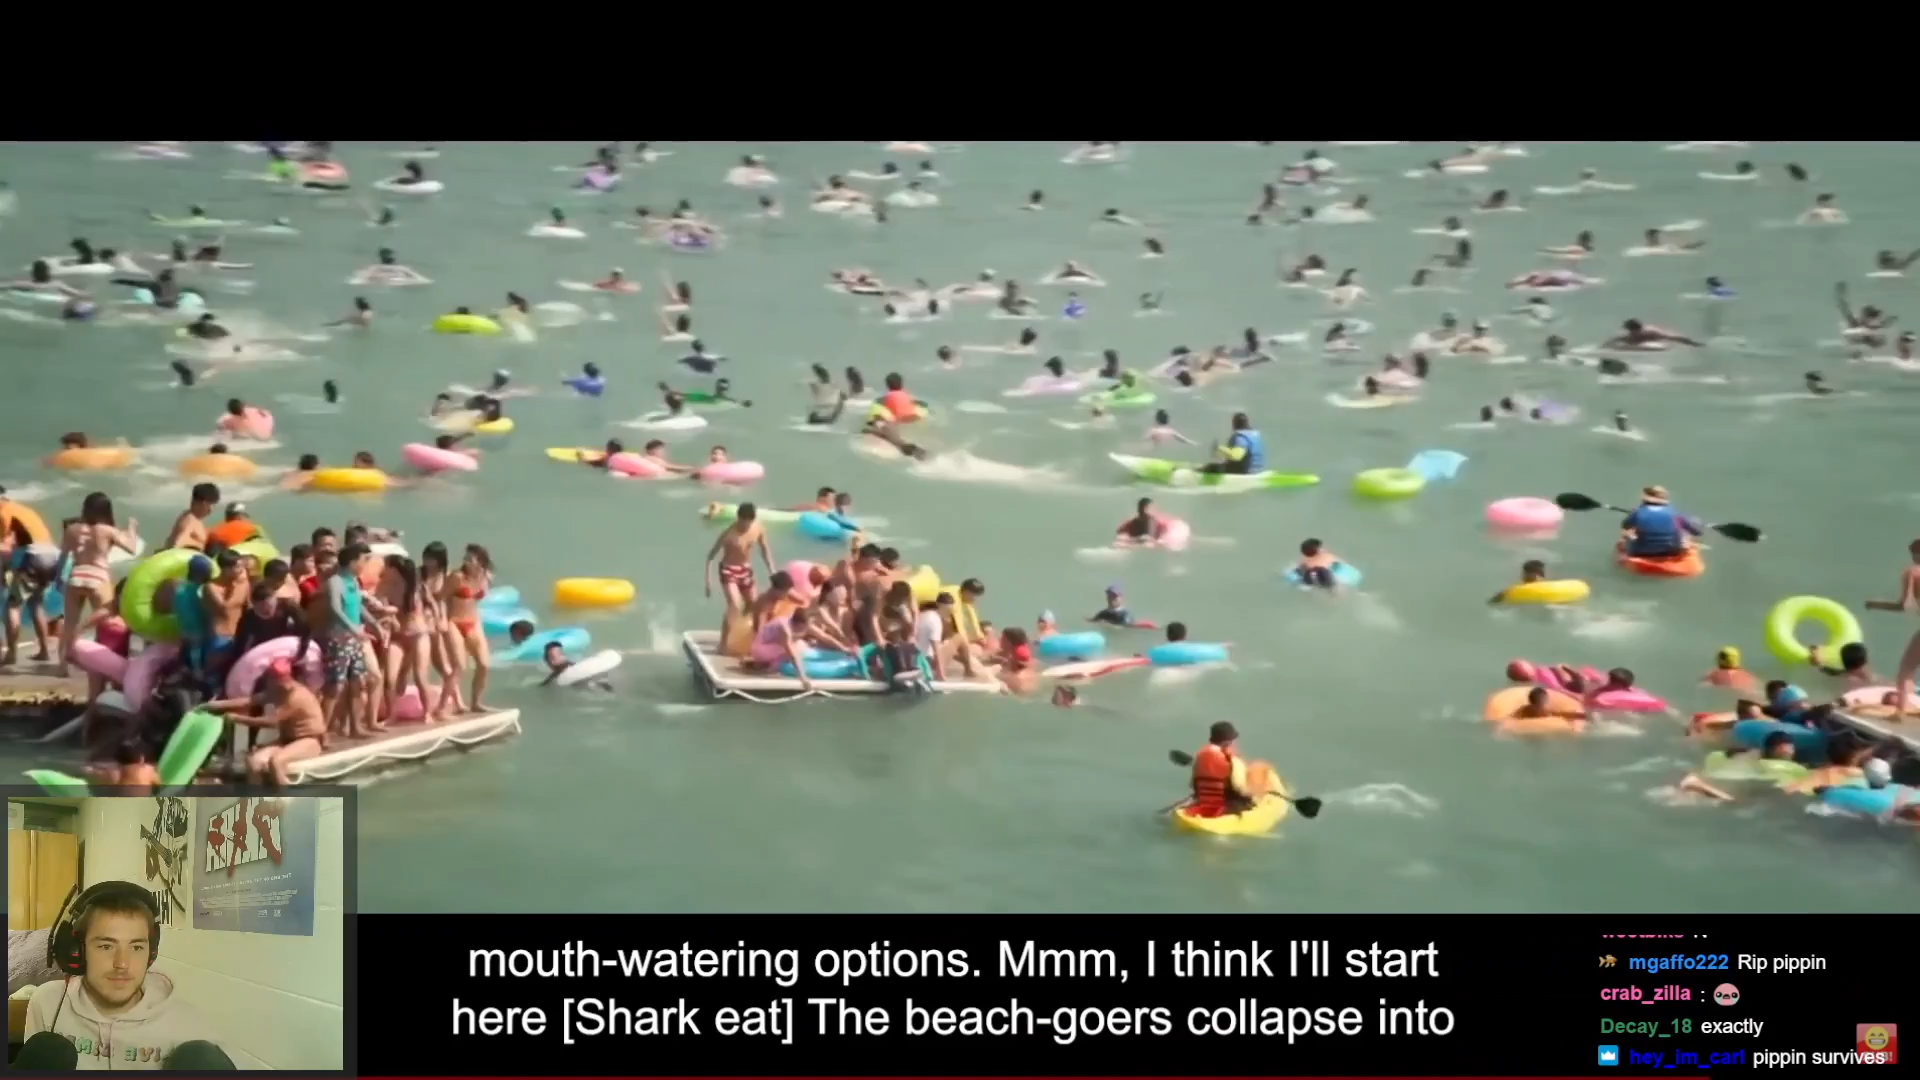 mouth-watering options. Mmm, I think I'll start
here [Shark eat] The beach-goers collapse into
mgaffo222 Rip pippin
crab_zilla :
Decay_18 exactly
hey_im_carl pippin survives